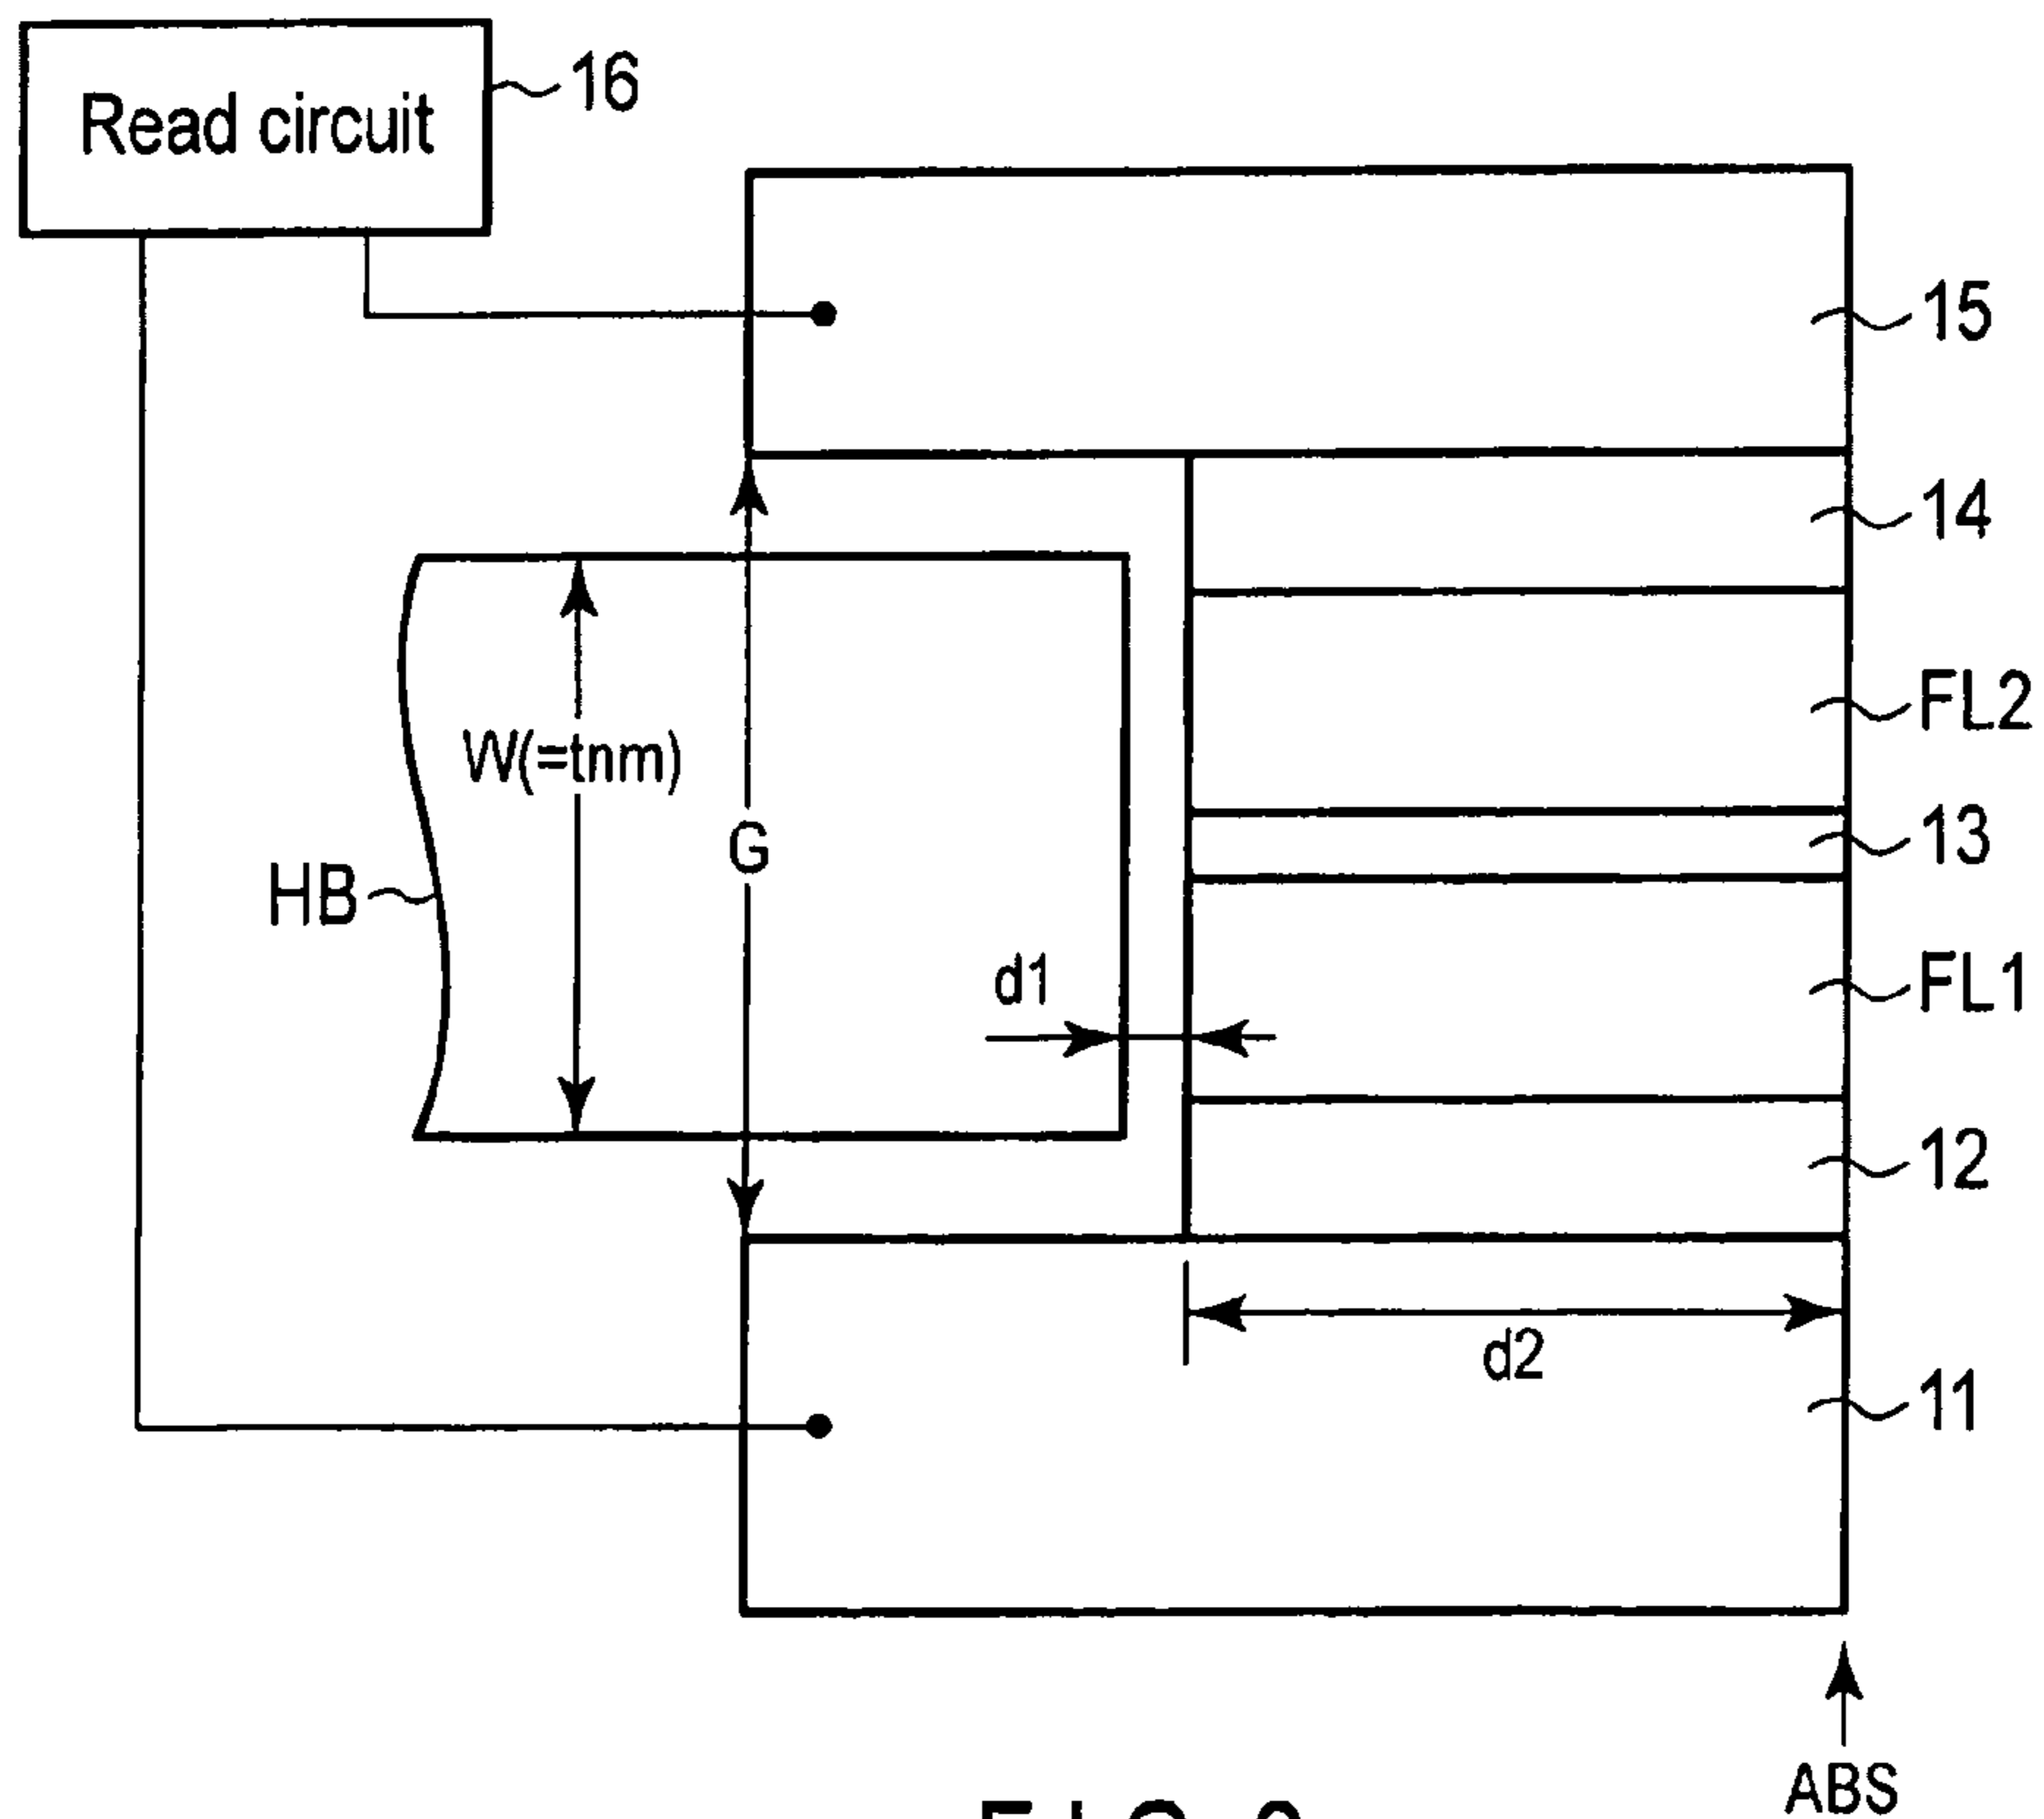 Read circuit
16
15
14
FL2
W(=tnm)
13
G
HB
d1
FL1
12
d2
11
ABS